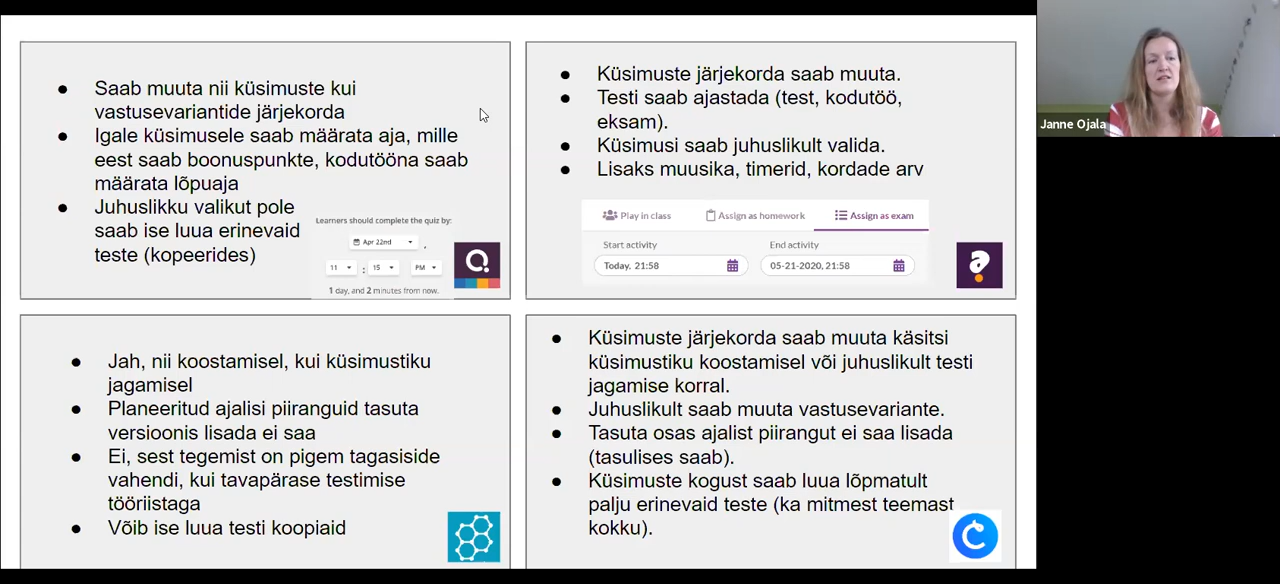 Saab muuta nii küsimuste kui
vastusevariantide järjekorda
Igale küsimusele saab määrata aja, mille
eest saab boonuspunkte, kodutööna saab
määrata lõpuaja
Juhuslikku valikut pole
saab ise luua erinevaid
teste (kopeerides)
Learners should complete the quiz by:
Apr 22nd ,
11 : 15 PM
1 day, and 2 minutes from now.
Küsimuste järjekorda saab muuta.
Testi saab ajastada (test, kodutöö,
eksam).
Küsimusi saab juhuslikult valida.
Lisaks muusika, timerid, kordade arv
Play in class Assign as homework Assign as exam
Start activity End activity
Today, 21:58 05-21-2020, 21:58
Jah, nii koostamisel, kui küsimustiku
jagamisel
Planeeritud ajalisi piiranguid tasuta
versioonis lisada ei saa
Ei, sest tegemist on pigem tagasiside
vahendi, kui tavapärase testimise
tööriistaga
Võib ise luua testi koopiaid
Küsimuste järjekorda saab muuta käsitsi
küsimustiku koostamisel või juhuslikult testi
jagamise korral.
Juhuslikult saab muuta vastusevariante.
Tasuta osas ajalist piirangut ei saa lisada
(tasulises saab).
Küsimuste kogust saab luua lõpmatult
palju erinevaid teste (ka mitmest teemast
kokku).
Janne Ojala